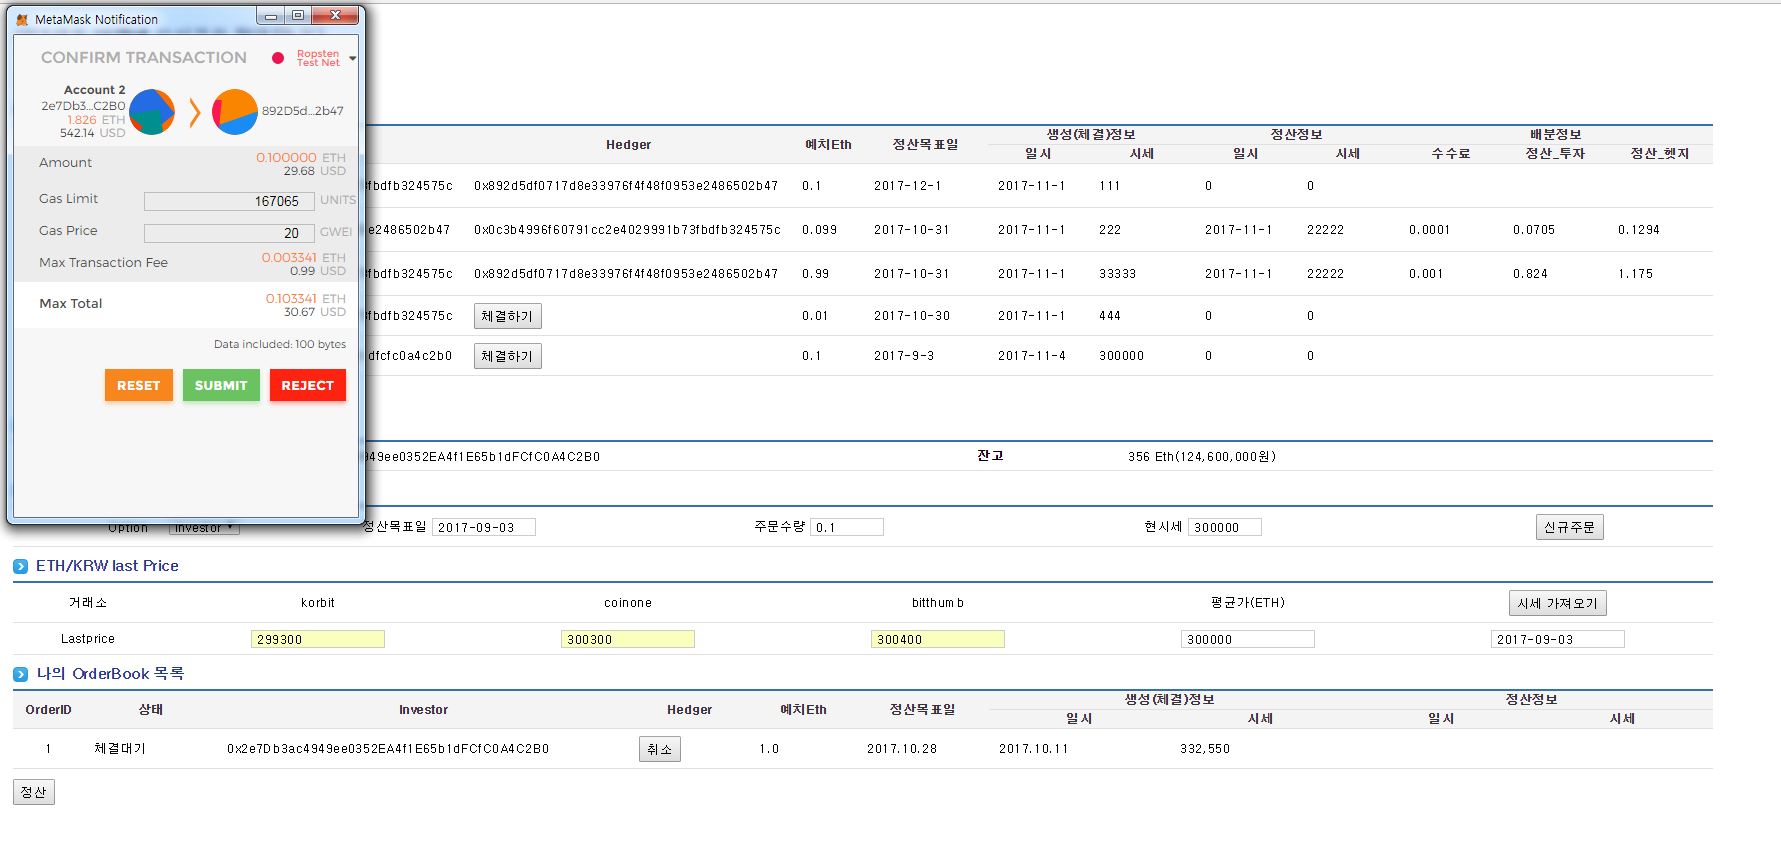 MetaMask Notification
CONFIRM TRANSACTION
Ropsten
Test Net
Account 2
2e7Db3...C2B0
1.826 ETH
542.14 USD
892D5d...2b47
Amount
0.100000 ETH
29.68 USD
Gas Limit 167065 UNITS
Gas Price 20 GWEI
Max Transaction Fee
0.003341 ETH
0.99 USD
Max Total
0.103341 ETH
30.67 USD
Data included: 100 bytes
RESET SUBMIT REJECT
Hedger 예치Eth 정산목표일 생성(체결)정보 정산정보 배분정보
일시 시세 일시 시세 수수료 정산_투자 정산_헷지
fbdfb324575c 0x892d5df0717d8e33976f4f48f0953e2486502b47 0.1 2017-12-1 2017-11-1 111 0 0
e2486502b47 0x0c3b4996f60791cc2e4029991b73fbdfb324575c 0.099 2017-10-31 2017-11-1 222 2017-11-1 22222 0.0001 0.0705 0.1294
fbdfb324575c 0x892d5df0717d8e33976f4f48f0953e2486502b47 0.99 2017-10-31 2017-11-1 33333 2017-11-1 22222 0.001 0.824 1.175
fbdfb324575c 체결하기 0.01 2017-10-30 2017-11-1 444 0 0
dfcfc0a4c2b0 체결하기 0.1 2017-9-3 2017-11-4 300000 0 0
949ee0352EA4f1E65b1dFCfC0A4C2B0 잔고 356 Eth(124,600,000원)
Option Investor 정산목표일 2017-09-03 주문수량 0.1 현시세 300000 신규주문
ETH/KRW last Price
거래소 korbit coinone bitthumb 평균가(ETH) 시세 가져오기
Lastprice 299300 300300 300400 300000 2017-09-03
나의 OrderBook 목록
OrderID 상태 Investor Hedger 예치Eth 정산목표일 생성(체결)정보 정산정보
일시 시세 일시 시세
1 체결대기 0x2e7Db3ac4949ee0352EA4f1E65b1dFCfC0A4C2B0 취소 1.0 2017.10.28 2017.10.11 332,550
정산